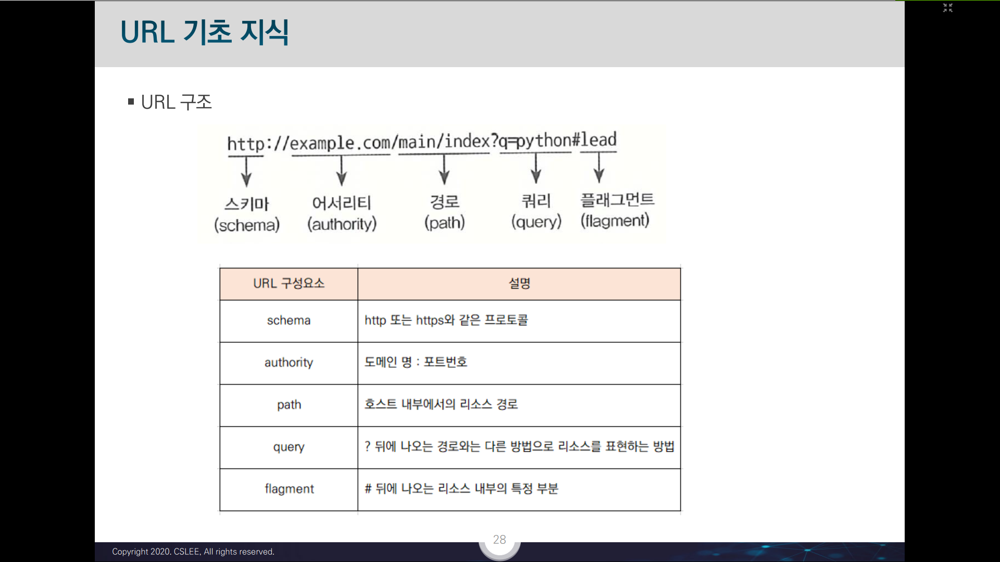 URL 기초 지식
▪ URL 구조
http://example.com/main/index?q=python#lead
스키마 어서리티 경로 쿼리 플래그먼트
(schema) (authority) (path) (query) (flagment)
URL 구성요소 설명
schema http 또는 https와 같은 프로토콜
authority 도메인 명 : 포트번호
path 호스트 내부에서의 리소스 경로
query ? 뒤에 나오는 경로와는 다른 방법으로 리소스를 표현하는 방법
flagment # 뒤에 나오는 리소스 내부의 특정 부분
28
Copyright 2020. CSLEE, All rights reserved.